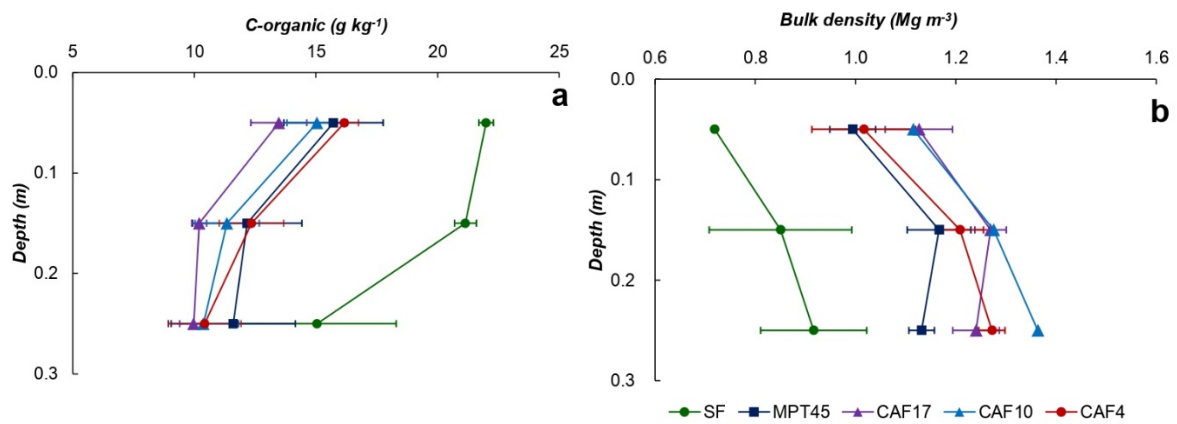 C-organic (g kg-1)
5 10 15 20 25
0.0
0.1
0.2
0.3
Depth (m)
a
Bulk density (Mg m-3)
0.6 0.8 1.0 1.2 1.4 1.6
0.0
0.1
0.2
0.3
Depth (m)
b
SF MPT45 CAF17 CAF10 CAF4